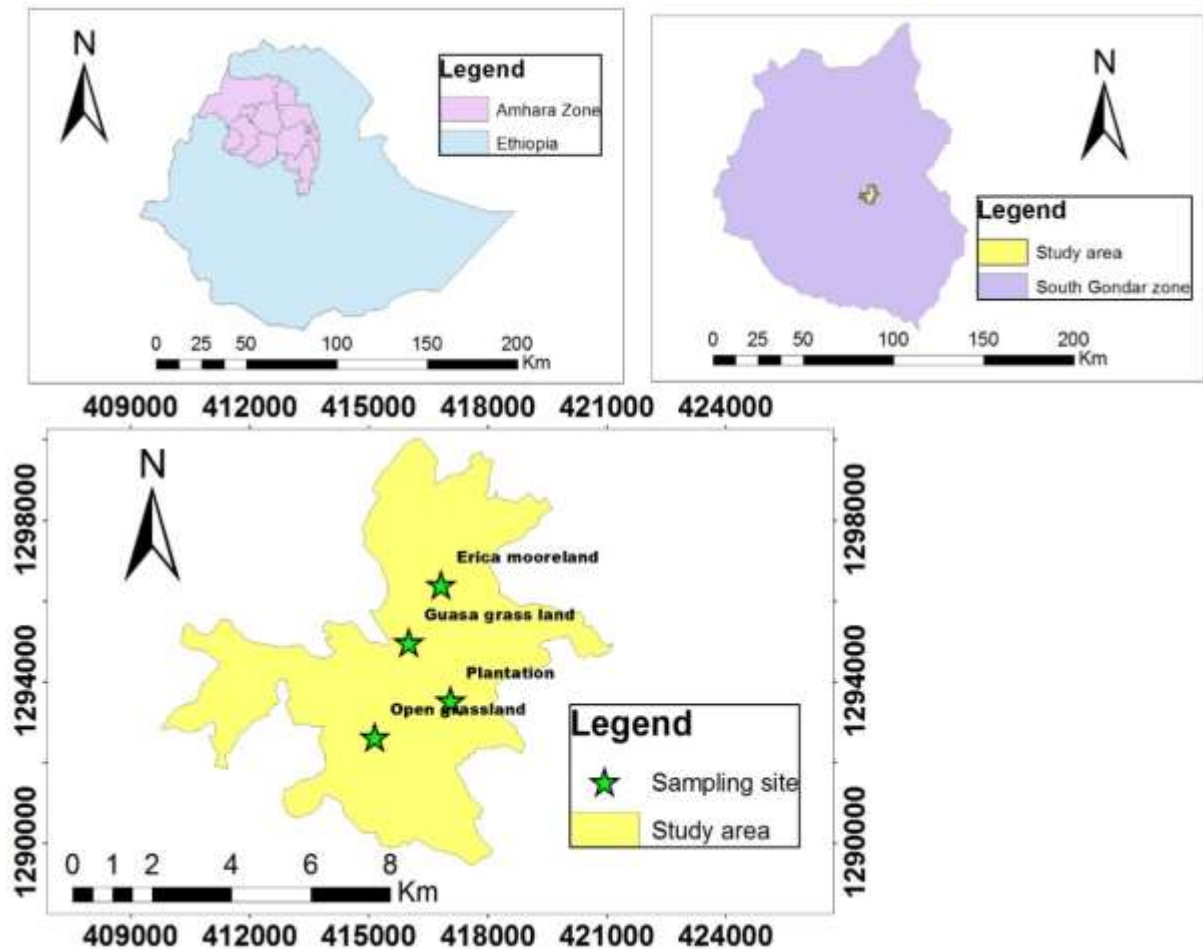 N
Legend
Amhara Zone
Ethiopia
0 25 50 100 150 200
Km
N
Legend
Study area
South Gondar zone
0 25 50 100 150 200
Km
409000 412000 415000 418000 421000 424000
N
1298000
1294000
1290000
Erica mooreland
Guasa grass land
Plantation
Open grassland
Legend
Sampling site
Study area
0 1 2 4 6 8
Km
1298000
1294000
1290000
409000 412000 415000 418000 421000 424000